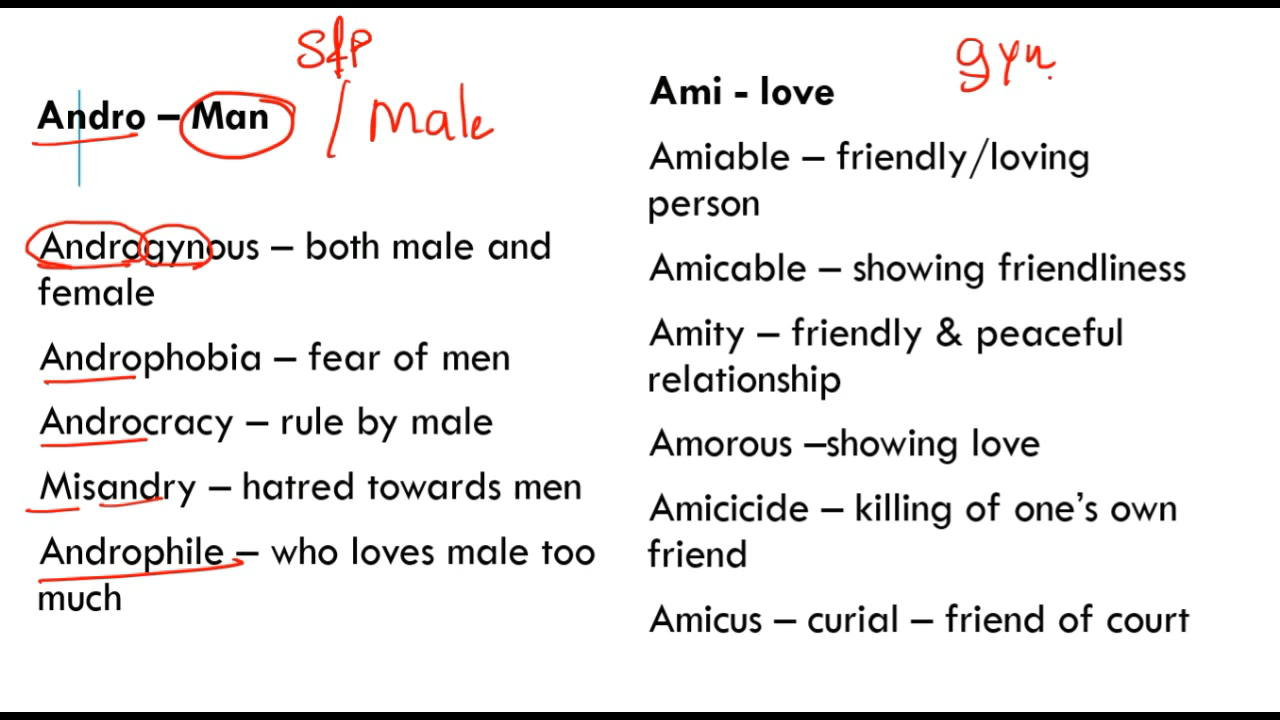 S&P
Andro – Man / Male
Androgynous – both male and
female
Androphobia – fear of men
Androcracy – rule by male
Misandry – hatred towards men
Androphile – who loves male too
much
gyn
Ami - love
Amiable – friendly/loving
person
Amicable – showing friendliness
Amity – friendly & peaceful
relationship
Amorous –showing love
Amicicide – killing of one’s own
friend
Amicus – curial – friend of court